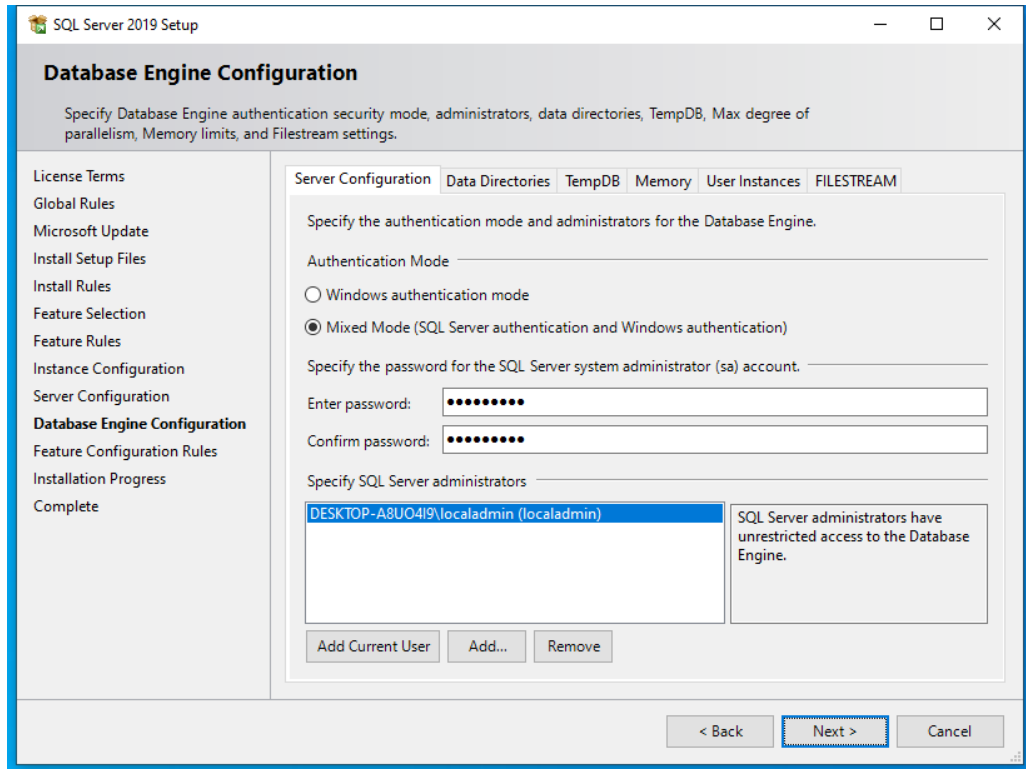 SQL Server 2019 Setup
Database Engine Configuration
Specify Database Engine authentication security mode, administrators, data directories, TempDB, Max degree of
parallelism, Memory limits, and Filestream settings.
License Terms
Global Rules
Microsoft Update
Install Setup Files
Install Rules
Feature Selection
Feature Rules
Instance Configuration
Server Configuration
Database Engine Configuration
Feature Configuration Rules
Installation Progress
Complete
Server Configuration Data Directories TempDB Memory User Instances FILESTREAM
Specify the authentication mode and administrators for the Database Engine.
Authentication Mode
Windows authentication mode
Mixed Mode (SQL Server authentication and Windows authentication)
Specify the password for the SQL Server system administrator (sa) account.
Enter password: ●●●●●●●●●
Confirm password: ●●●●●●●●●
Specify SQL Server administrators
DESKTOP-A8UO4I9\localadmin (localadmin)
SQL Server administrators have
unrestricted access to the Database
Engine.
Add Current User Add... Remove
< Back Next > Cancel